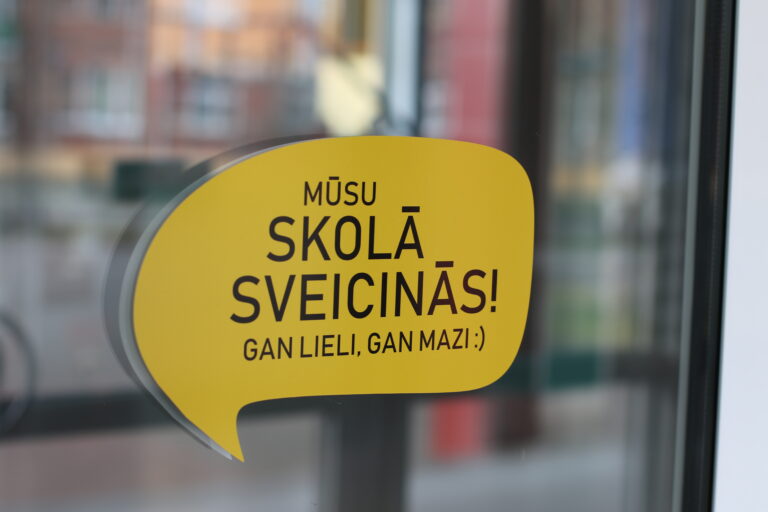 MŪSU
SKOLĀ
SVEICINĀS!
GAN LIELI, GAN MAZI :)